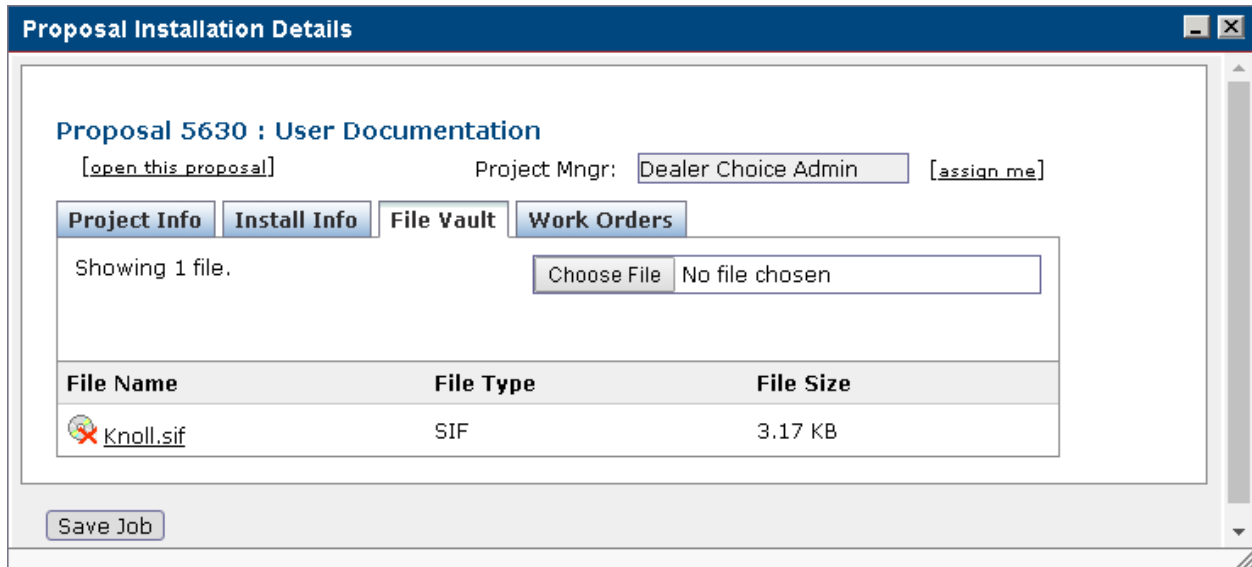 Proposal Installation Details
Proposal 5630 : User Documentation
[open this proposal] Project Mngr: Dealer Choice Admin [assign me]
Project Info Install Info File Vault Work Orders
Showing 1 file. Choose File No file chosen
File Name File Type File Size
Knoll.sif SIF 3.17 KB
Save Job